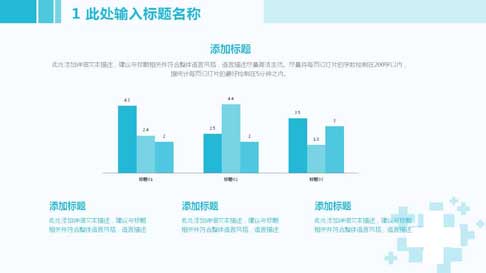 1 此处输入标题名称
添加标题
此处添加详细文本描述，建议与标题相关并符合整体语言风格，语言描述尽量简洁生动。尽量将每页幻灯片的字数控制在200字以内，
据统计每页幻灯片的最好控制在5分钟之内。
4.3
2.4
2
2.5
4.4
2
3.5
1.8
3
标题01
标题02
标题03
添加标题
此处添加详细文本描述，建议与标题
相关并符合整体语言风格，语言描述
添加标题
此处添加详细文本描述，建议与标题
相关并符合整体语言风格，语言描述
添加标题
此处添加详细文本描述，建议与标题
相关并符合整体语言风格，语言描述